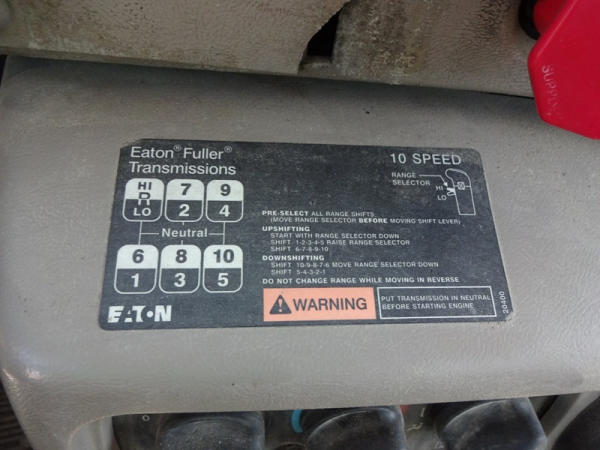 SUPPLY
Eaton® Fuller®
Transmissions
10 SPEED
RANGE
SELECTOR
HI
LO
HI
R
LO
7
2
9
4
Neutral
6
1
8
3
10
5
PRE-SELECT ALL RANGE SHIFTS
(MOVE RANGE SELECTOR BEFORE MOVING SHIFT LEVER)
UPSHIFTING
START WITH RANGE SELECTOR DOWN
SHIFT 1-2-3-4-5 RAISE RANGE SELECTOR
SHIFT 6-7-8-9-10
DOWNSHIFTING
SHIFT 10-9-8-7-6 MOVE RANGE SELECTOR DOWN
SHIFT 5-4-3-2-1
DO NOT CHANGE RANGE WHILE MOVING IN REVERSE
WARNING
PUT TRANSMISSION IN NEUTRAL
BEFORE STARTING ENGINE
EATON